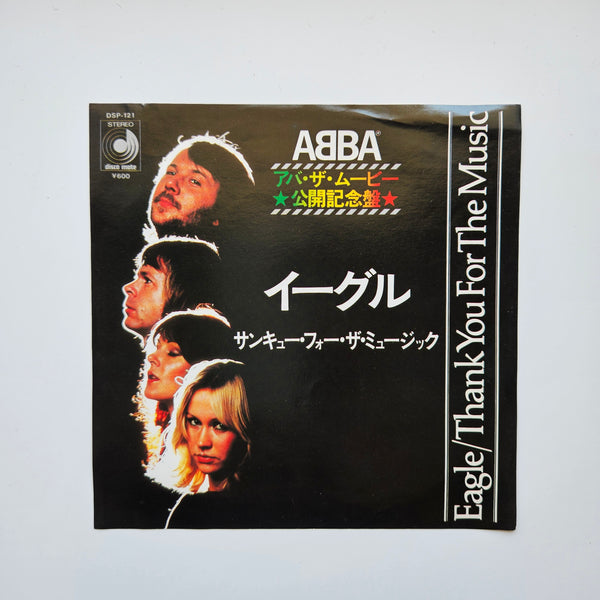 DSP-121
STEREO
disco mate
¥600
ABBA®
アバ・ザ・ムービー
★公開記念盤★
イーグル
サンキュー・フォー・ザ・ミュージック
Eagle/Thank You For The Music